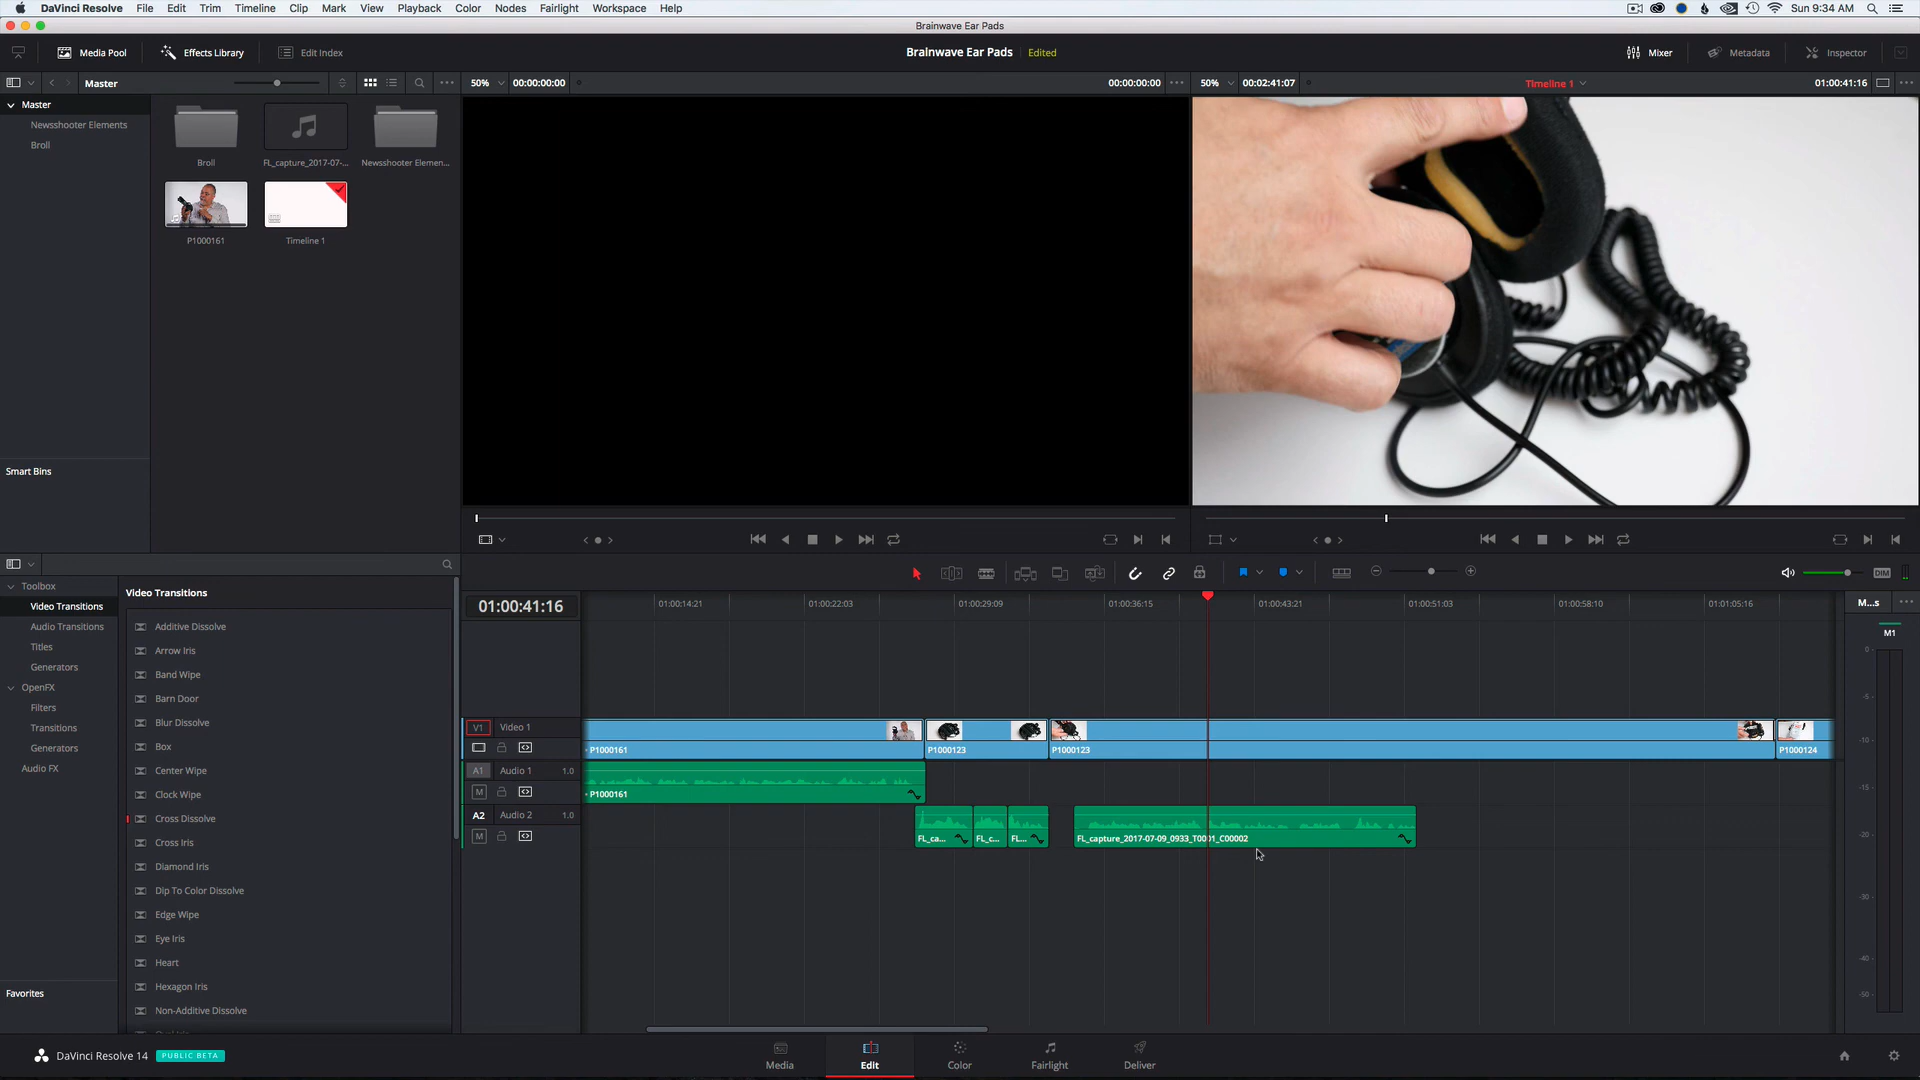 DaVinci Resolve File Edit Trim Timeline Clip Mark View Playback Color Nodes Fairlight Workspace Help Sun 9:34 AM
Brainwave Ear Pads
Media Pool Effects Library Edit Index Brainwave Ear Pads Edited Mixer Metadata Inspector
Master 50% 00:00:00:00 00:00:00:00 50% 00:02:41:07 Timeline 1 01:00:41:16
Master
Newsshooter Elements
Broll
Broll FL_capture_2017-07-... Newsshooter Elemen...
P1000161 Timeline 1
Smart Bins
Toolbox
Video Transitions
Audio Transitions
Titles
Generators
OpenFX
Filters
Transitions
Generators
Audio FX
Favorites
Video Transitions
Additive Dissolve
Arrow Iris
Band Wipe
Barn Door
Blur Dissolve
Box
Center Wipe
Clock Wipe
Cross Dissolve
Cross Iris
Diamond Iris
Dip To Color Dissolve
Edge Wipe
Eye Iris
Heart
Hexagon Iris
Non-Additive Dissolve
DIM
01:00:41:16 01:00:14:21 01:00:22:03 01:00:29:09 01:00:36:15 01:00:43:21 01:00:51:03 01:00:58:10 01:01:05:16
V1 Video 1
P1000161 P1000123 P1000123 P1000124
A1 Audio 1 1.0
M P1000161
A2 Audio 2 1.0
M FL_ca... FL_c... FL... FL_capture_2017-07-09_0933_T0001_C00002
M...s
M1
0
-5
-10
-15
-20
-30
-40
-50
DaVinci Resolve 14 PUBLIC BETA
Media Edit Color Fairlight Deliver